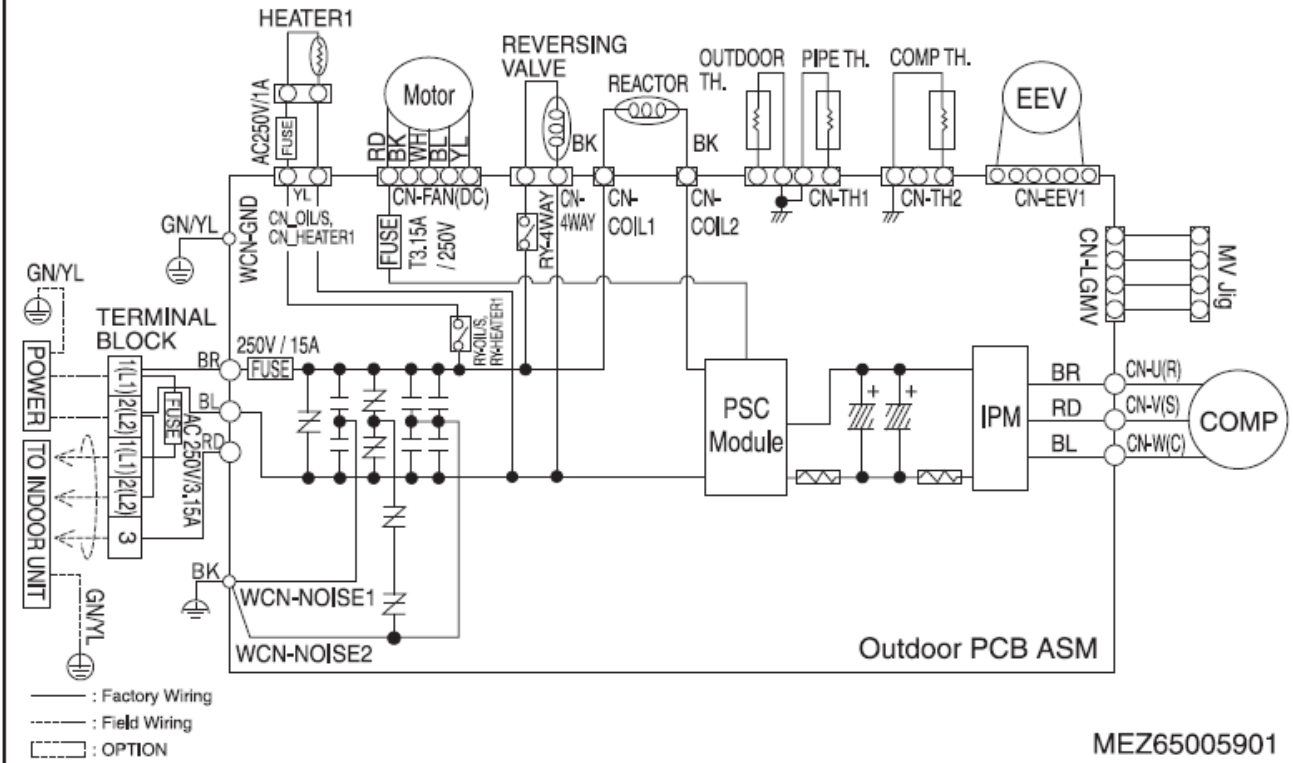 HEATER1
AC250V/1A
FUSE
Motor
RD
BK
WH
BL
YL
REVERSING
VALVE
BK
REACTOR
BK
OUTDOOR
TH.
PIPE TH.
COMP TH.
EEV
YL
CN_OIL/S,
CN_HEATER1
CN-FAN(DC)
FUSE
T3.15A
/ 250V
RY-4WAY
CN-
4WAY
CN-
COIL1
CN-
COIL2
CN-TH1
CN-TH2
CN-EEV1
GN/YL
WCN-GND
CN-LGMV
MV Jig
GN/YL
TERMINAL
BLOCK
POWER
TO INDOOR UNIT
1(L1)
2(L2)
1(L1)
2(L2)
3
FUSE
AC 250V/3.15A
BR
BL
RD
250V / 15A
FUSE
RY-OIL/S,
RY-HEATER1
PSC
Module
IPM
+
+
BR
RD
BL
CN-U(R)
CN-V(S)
CN-W(C)
COMP
BK
WCN-NOISE1
WCN-NOISE2
GN/YL
Outdoor PCB ASM
: Factory Wiring
: Field Wiring
: OPTION
MEZ65005901